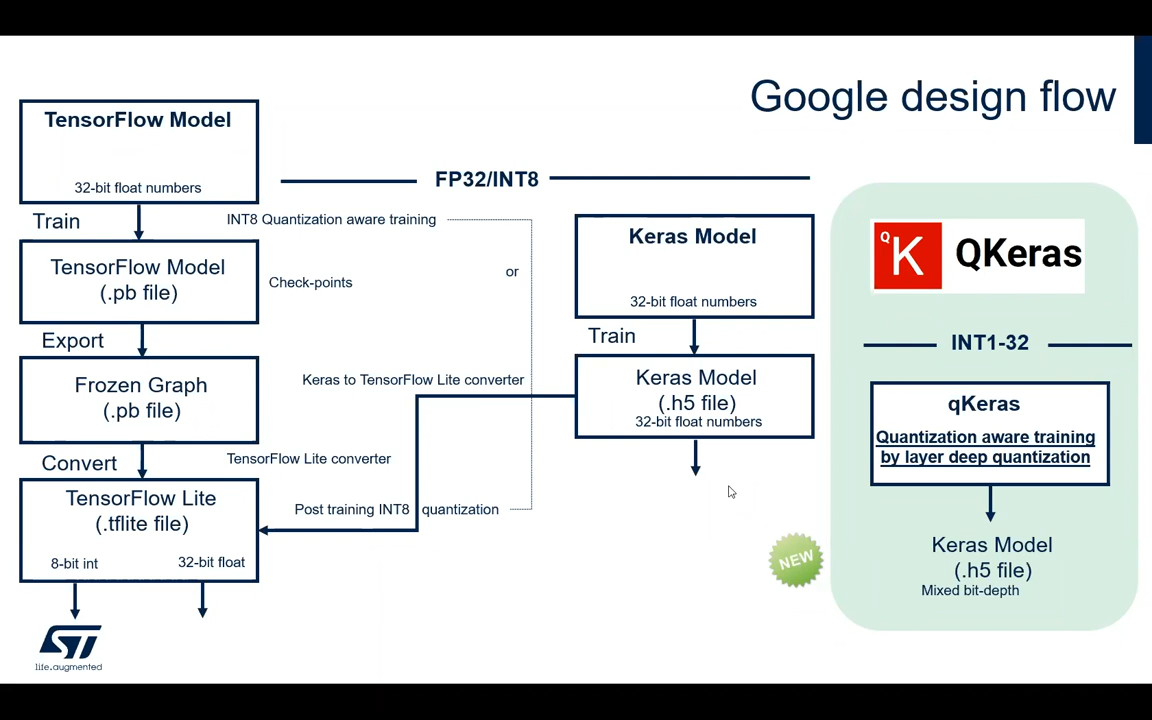 Google design flow
TensorFlow Model
32-bit float numbers
Train
TensorFlow Model
(.pb file)
Check-points
Export
Frozen Graph
(.pb file)
Convert
TensorFlow Lite
(.tflite file)
8-bit int
32-bit float
FP32/INT8
INT8 Quantization aware training
or
Keras to TensorFlow Lite converter
TensorFlow Lite converter
Post training INT8 quantization
Keras Model
32-bit float numbers
Train
Keras Model
(.h5 file)
32-bit float numbers
NEW
Q
K
QKeras
INT1-32
qKeras
Quantization aware training
by layer deep quantization
Keras Model
(.h5 file)
Mixed bit-depth
ST
life.augmented